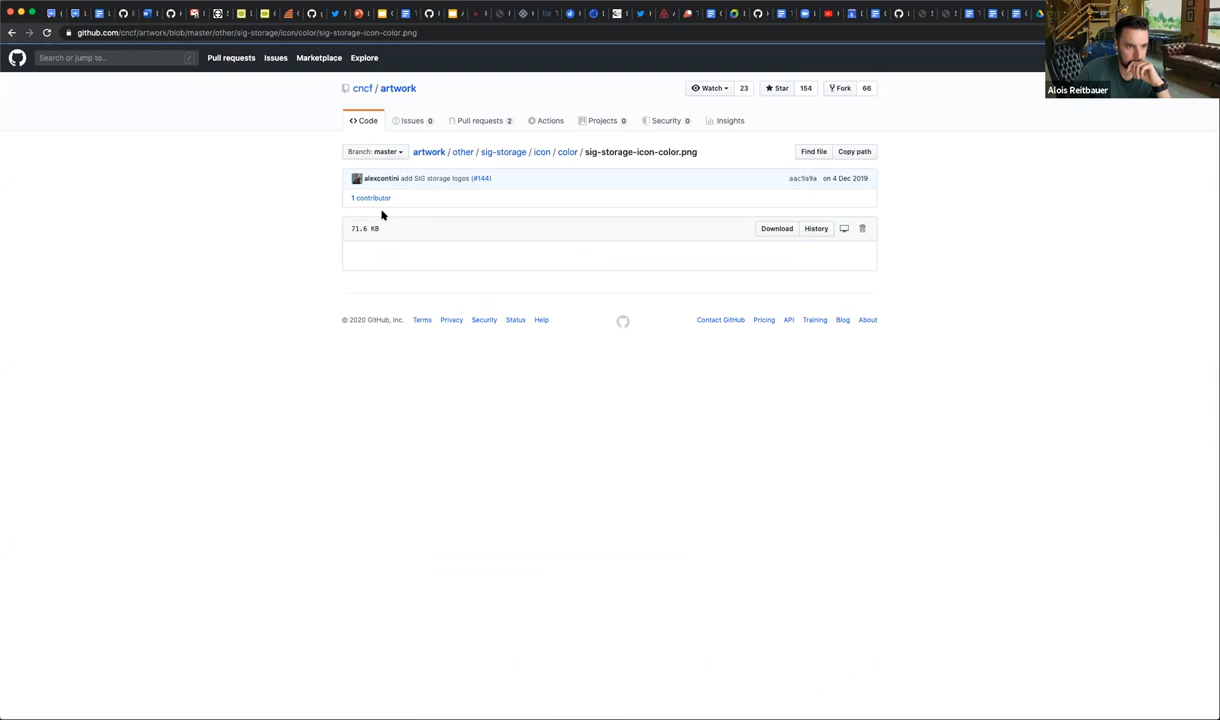 github.com/cncf/artwork/blob/master/other/sig-storage/icon/color/sig-storage-icon-color.png
Search or jump to... /
Pull requests Issues Marketplace Explore
Alois Reitbauer
cncf / artwork
Watch 23 Star 154 Fork 66
Code Issues 0 Pull requests 2 Actions Projects 0 Security 0 Insights
Branch: master artwork / other / sig-storage / icon / color / sig-storage-icon-color.png Find file Copy path
alexcontini add SIG storage logos (#144) aac9a9a on 4 Dec 2019
1 contributor
71.6 KB Download History
© 2020 GitHub, Inc. Terms Privacy Security Status Help Contact GitHub Pricing API Training Blog About